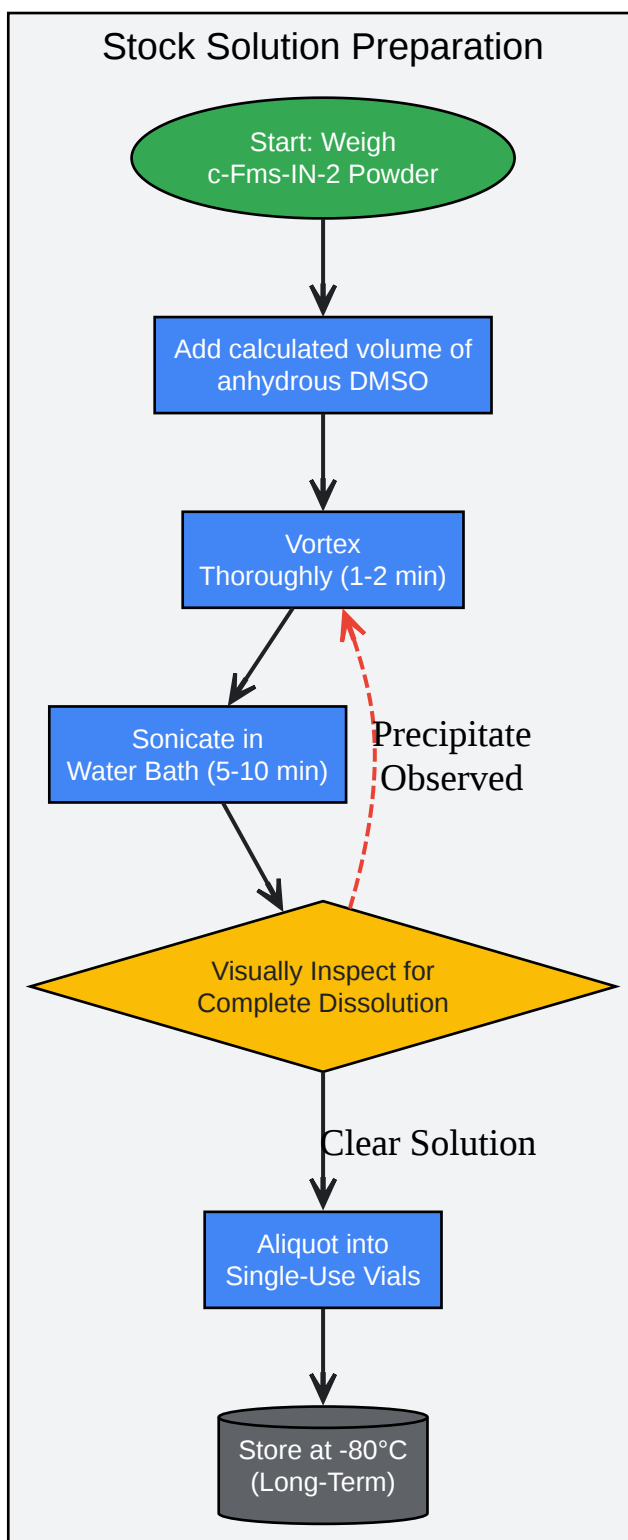 Stock Solution Preparation
Start: Weigh
c-Fms-IN-2 Powder
Add calculated volume of
anhydrous DMSO
Vortex
Thoroughly (1-2 min)
Sonicate in
Water Bath (5-10 min)
Precipitate
Observed
Visually Inspect for
Complete Dissolution
Clear Solution
Aliquot into
Single-Use Vials
Store at -80°C
(Long-Term)